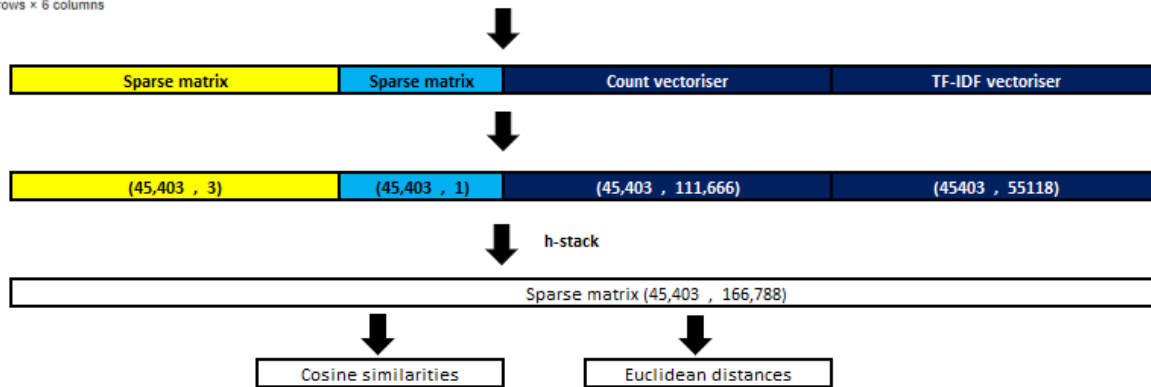 rows × 6 columns
Sparse matrix Sparse matrix Count vectoriser TF-IDF vectoriser
(45,403 , 3) (45,403 , 1) (45,403 , 111,666) (45403 , 55118)
h-stack
Sparse matrix (45,403 , 166,788)
Cosine similarities Euclidean distances